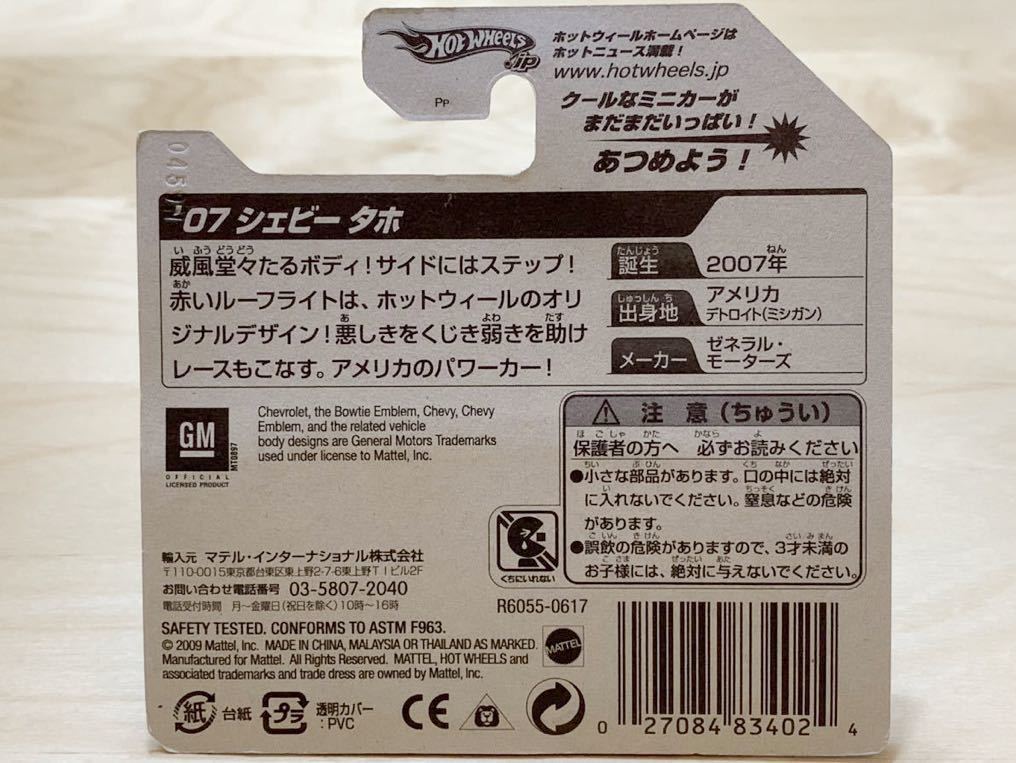 HOT WHEELS.jp
ホットウィールホームページは
ホットニュース満載！
www.hotwheels.jp
PP
クールなミニカーが
まだまだいっぱい！
あつめよう！
'07 シェビー タホ
威風堂々たるボディ！サイドにはステップ！
赤いルーフライトは、ホットウィールのオリ
ジナルデザイン！悪しきをくじき弱きを助け
レースもこなす。アメリカのパワーカー！
誕生 2007年
出身地 アメリカ
デトロイト(ミシガン)
メーカー ゼネラル・
モーターズ
GM
OFFICIAL
LICENSED PRODUCT
MT0897
Chevrolet, the Bowtie Emblem, Chevy, Chevy
Emblem, and the related vehicle
body designs are General Motors Trademarks
used under license to Mattel, Inc.
注 意（ちゅうい）
保護者の方へ 必ずお読みください
●小さな部品があります。口の中には絶対
に入れないでください。窒息などの危険
があります。
●誤飲の危険がありますので、3才未満の
お子様には、絶対に与えないでください。
くちにいれない
輸入元 マテル・インターナショナル株式会社
〒110-0015東京都台東区東上野2-7-6東上野TIビル2F
お問い合わせ電話番号 03-5807-2040
電話受付時間 月〜金曜日(祝日を除く)10時〜16時
R6055-0617
SAFETY TESTED. CONFORMS TO ASTM F963.
© 2009 Mattel, Inc. MADE IN CHINA, MALAYSIA OR THAILAND AS MARKED.
Manufactured for Mattel. All Rights Reserved. MATTEL, HOT WHEELS and
associated trademarks and trade dress are owned by Mattel, Inc.
MATTEL
紙 台紙 プラ 透明カバー
：PVC
CE
0 27084 83402 4